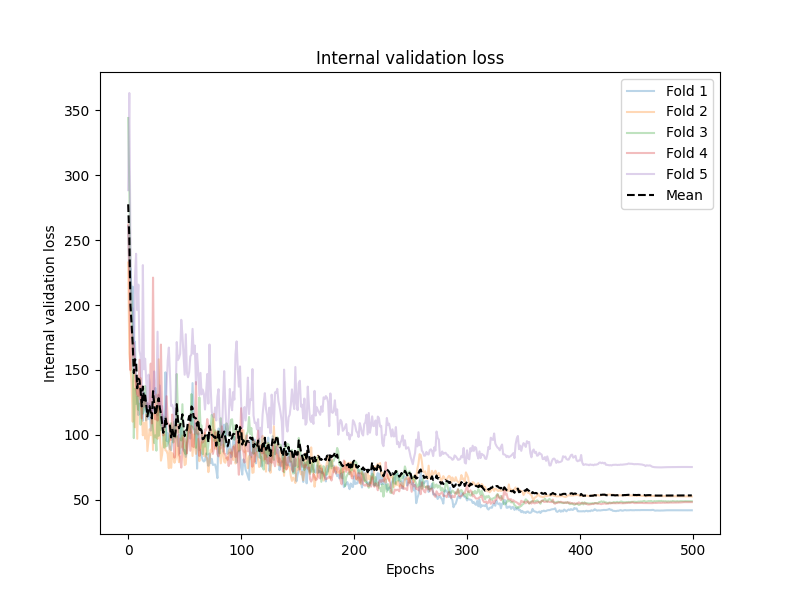 Internal validation loss
Fold 1
Fold 2
Fold 3
Fold 4
Fold 5
Mean
350
300
250
200
150
100
50
Internal validation loss
0
100
200
300
400
500
Epochs